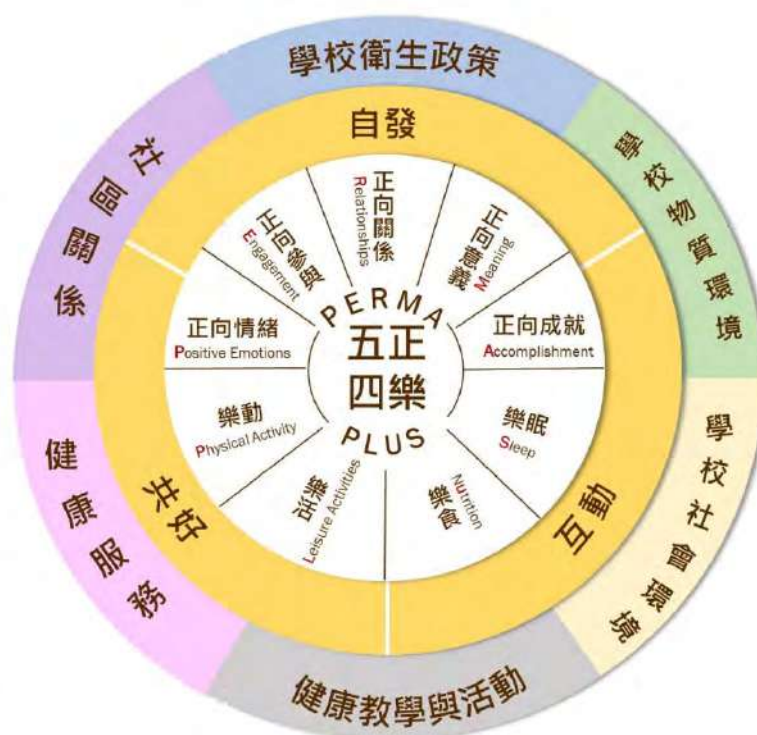 學校衛生政策
學校物質環境
學校社會環境
健康教學與活動
健康服務
社區關係
自發
互動
共好
正向情緒
Positive Emotions
正向參與
Engagement
正向關係
Relationships
正向意義
Meaning
正向成就
Accomplishment
樂眠
Sleep
樂食
Nutrition
樂活
Leisure Activities
樂動
Physical Activity
PERMA
五正
四樂
PLUS